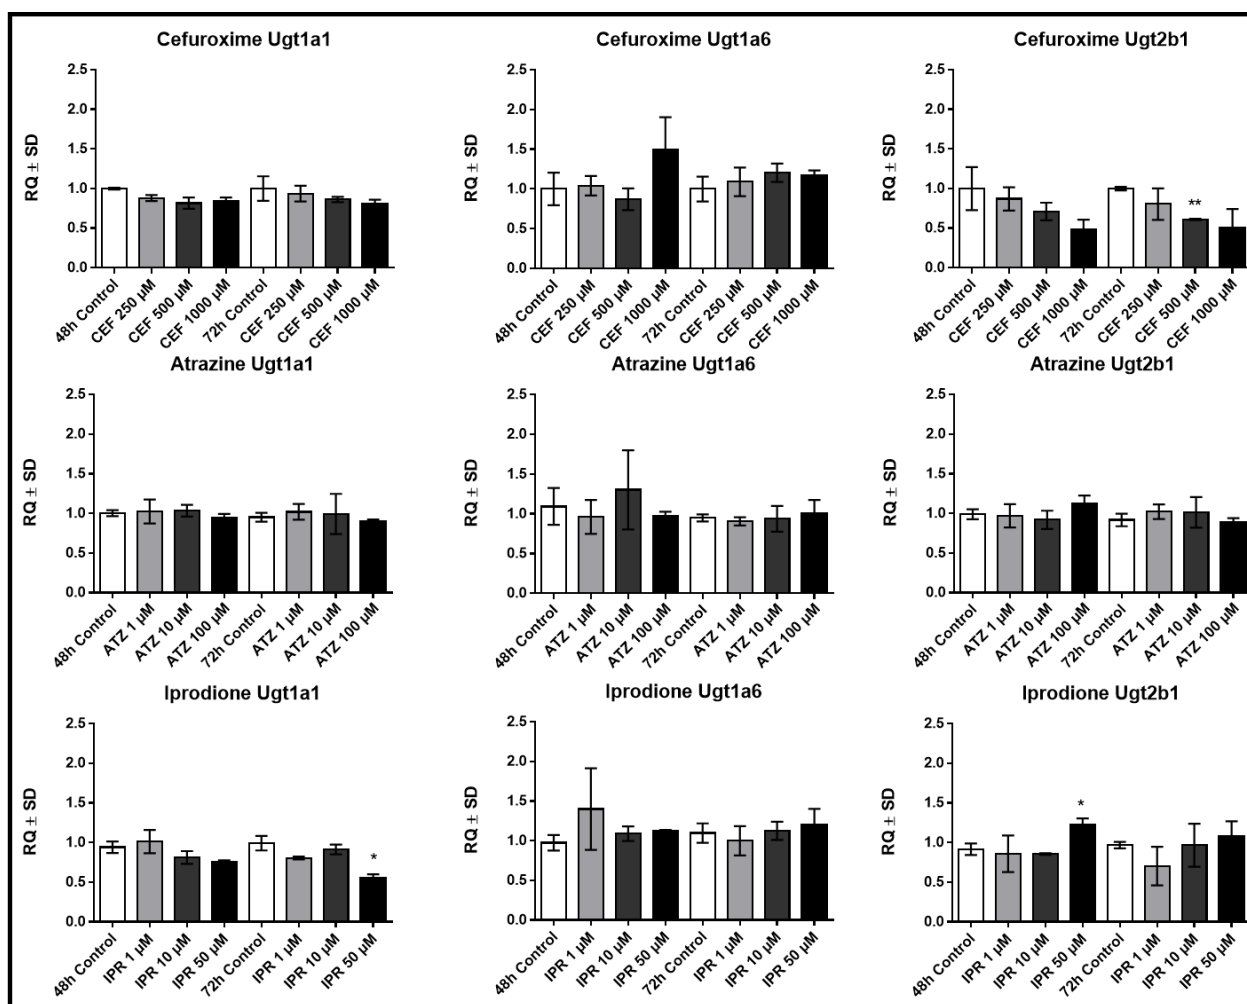 Cefuroxime Ugt1a1
2.5
2.0
1.5
1.0
0.5
0.0
RQ ± SD
48h Control
CEF 250 µM
CEF 500 µM
CEF 1000 µM
72h Control
CEF 250 µM
CEF 500 µM
CEF 1000 µM
Cefuroxime Ugt1a6
2.5
2.0
1.5
1.0
0.5
0.0
RQ ± SD
48h Control
CEF 250 µM
CEF 500 µM
CEF 1000 µM
72h Control
CEF 250 µM
CEF 500 µM
CEF 1000 µM
Cefuroxime Ugt2b1
2.5
2.0
1.5
1.0
0.5
0.0
RQ ± SD
**
48h Control
CEF 250 µM
CEF 500 µM
CEF 1000 µM
72h Control
CEF 250 µM
CEF 500 µM
CEF 1000 µM
Atrazine Ugt1a1
2.5
2.0
1.5
1.0
0.5
0.0
RQ ± SD
48h Control
ATZ 1 µM
ATZ 10 µM
ATZ 100 µM
72h Control
ATZ 1 µM
ATZ 10 µM
ATZ 100 µM
Atrazine Ugt1a6
2.5
2.0
1.5
1.0
0.5
0.0
RQ ± SD
48h Control
ATZ 1 µM
ATZ 10 µM
ATZ 100 µM
72h Control
ATZ 1 µM
ATZ 10 µM
ATZ 100 µM
Atrazine Ugt2b1
2.5
2.0
1.5
1.0
0.5
0.0
RQ ± SD
48h Control
ATZ 1 µM
ATZ 10 µM
ATZ 100 µM
72h Control
ATZ 1 µM
ATZ 10 µM
ATZ 100 µM
Iprodione Ugt1a1
2.5
2.0
1.5
1.0
0.5
0.0
RQ ± SD
*
48h Control
IPR 1 µM
IPR 10 µM
IPR 50 µM
72h Control
IPR 1 µM
IPR 10 µM
IPR 50 µM
Iprodione Ugt1a6
2.5
2.0
1.5
1.0
0.5
0.0
RQ ± SD
48h Control
IPR 1 µM
IPR 10 µM
IPR 50 µM
72h Control
IPR 1 µM
IPR 10 µM
IPR 50 µM
Iprodione Ugt2b1
2.5
2.0
1.5
1.0
0.5
0.0
RQ ± SD
*
48h Control
IPR 1 µM
IPR 10 µM
IPR 50 µM
72h Control
IPR 1 µM
IPR 10 µM
IPR 50 µM